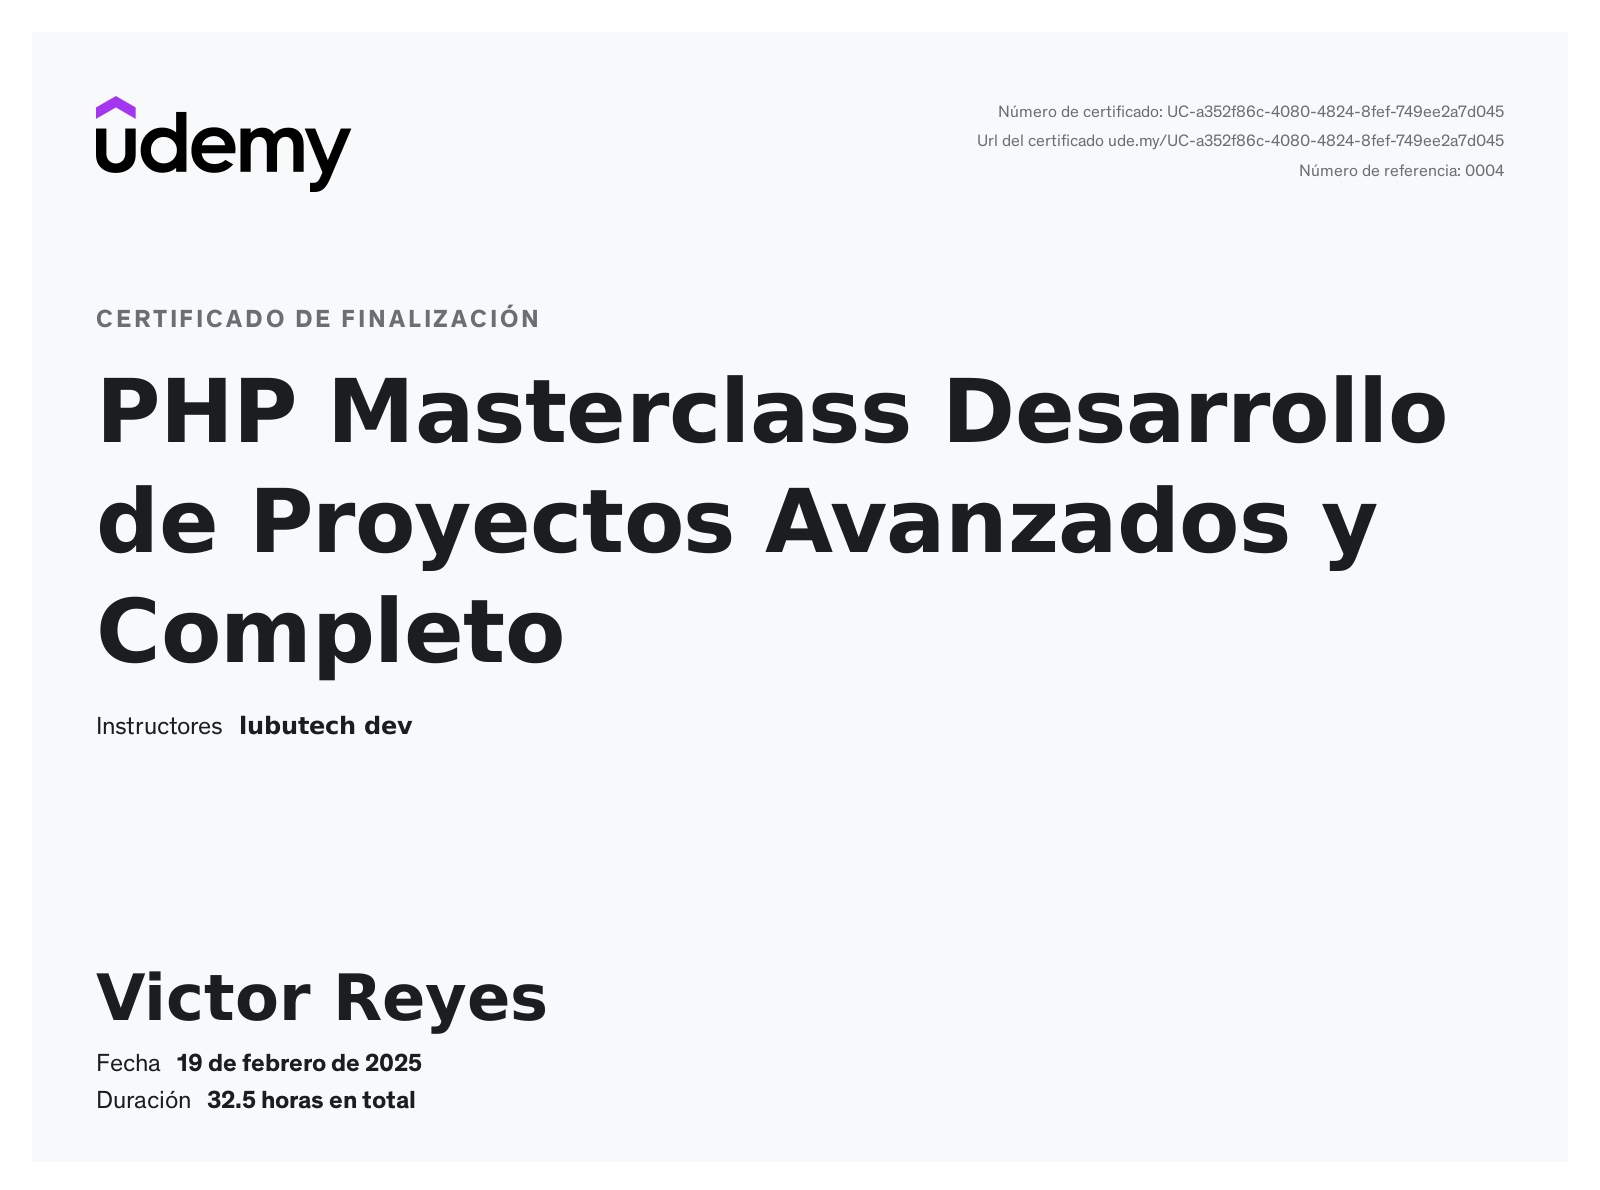 udemy
Número de certificado: UC-a352f86c-4080-4824-8fef-749ee2a7d045
Url del certificado ude.my/UC-a352f86c-4080-4824-8fef-749ee2a7d045
Número de referencia: 0004
CERTIFICADO DE FINALIZACIÓN
PHP Masterclass Desarrollo
de Proyectos Avanzados y
Completo
Instructores lubutech dev
Victor Reyes
Fecha 19 de febrero de 2025
Duración 32.5 horas en total